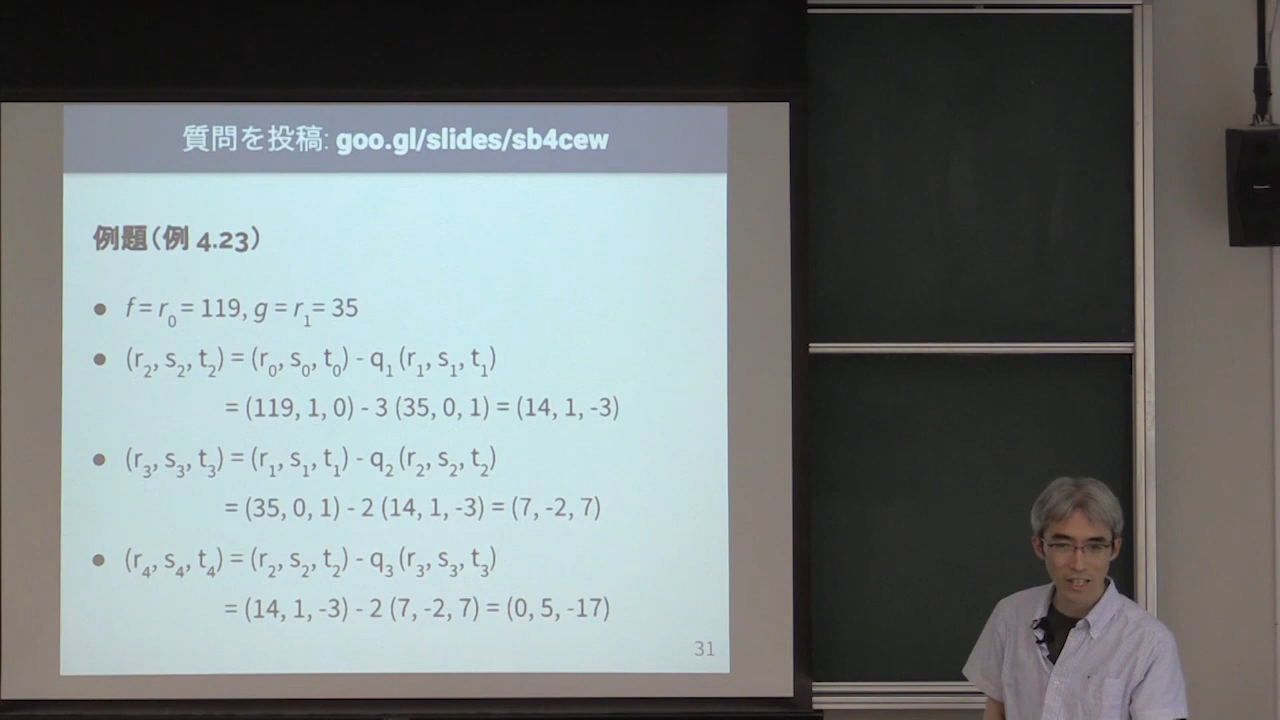 質問を投稿: goo.gl/slides/sb4cew
例題（例 4.23）
● f = r₀ = 119, g = r₁ = 35
● (r₂, s₂, t₂) = (r₀, s₀, t₀) - q₁ (r₁, s₁, t₁)
= (119, 1, 0) - 3 (35, 0, 1) = (14, 1, -3)
● (r₃, s₃, t₃) = (r₁, s₁, t₁) - q₂ (r₂, s₂, t₂)
= (35, 0, 1) - 2 (14, 1, -3) = (7, -2, 7)
● (r₄, s₄, t₄) = (r₂, s₂, t₂) - q₃ (r₃, s₃, t₃)
= (14, 1, -3) - 2 (7, -2, 7) = (0, 5, -17)
31